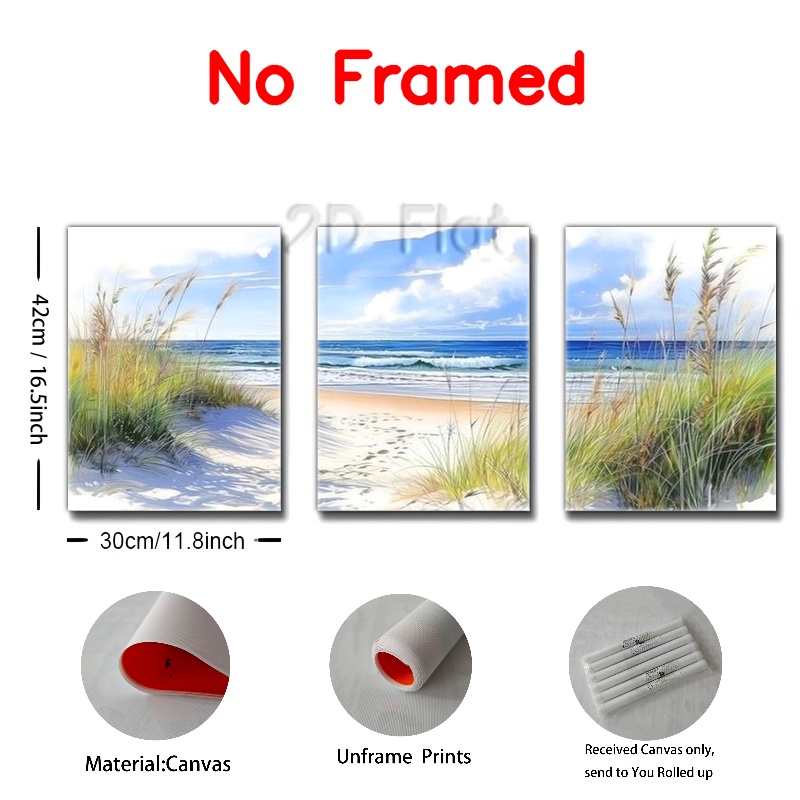 No Framed
2D Flat
42cm / 16.5inch
30cm/11.8inch
Material:Canvas
Unframe Prints
Received Canvas only,
send to You Rolled up